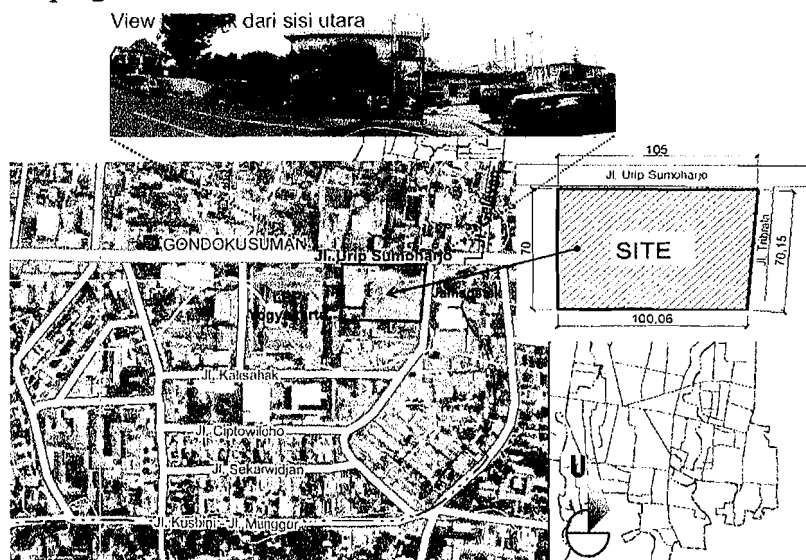 View dari sisi utara
105
Jl. Urip Sumoharjo
GONDOKUSUMAN
Jl. Urip Sumoharjo
70
SITE
Jl. Tribrata
70,15
100,06
Jl. Kalisahak
Jl. Ciptowiloho
Jl. Sekarwidjan
Jl. Kusbini - Jl. Munggur
U